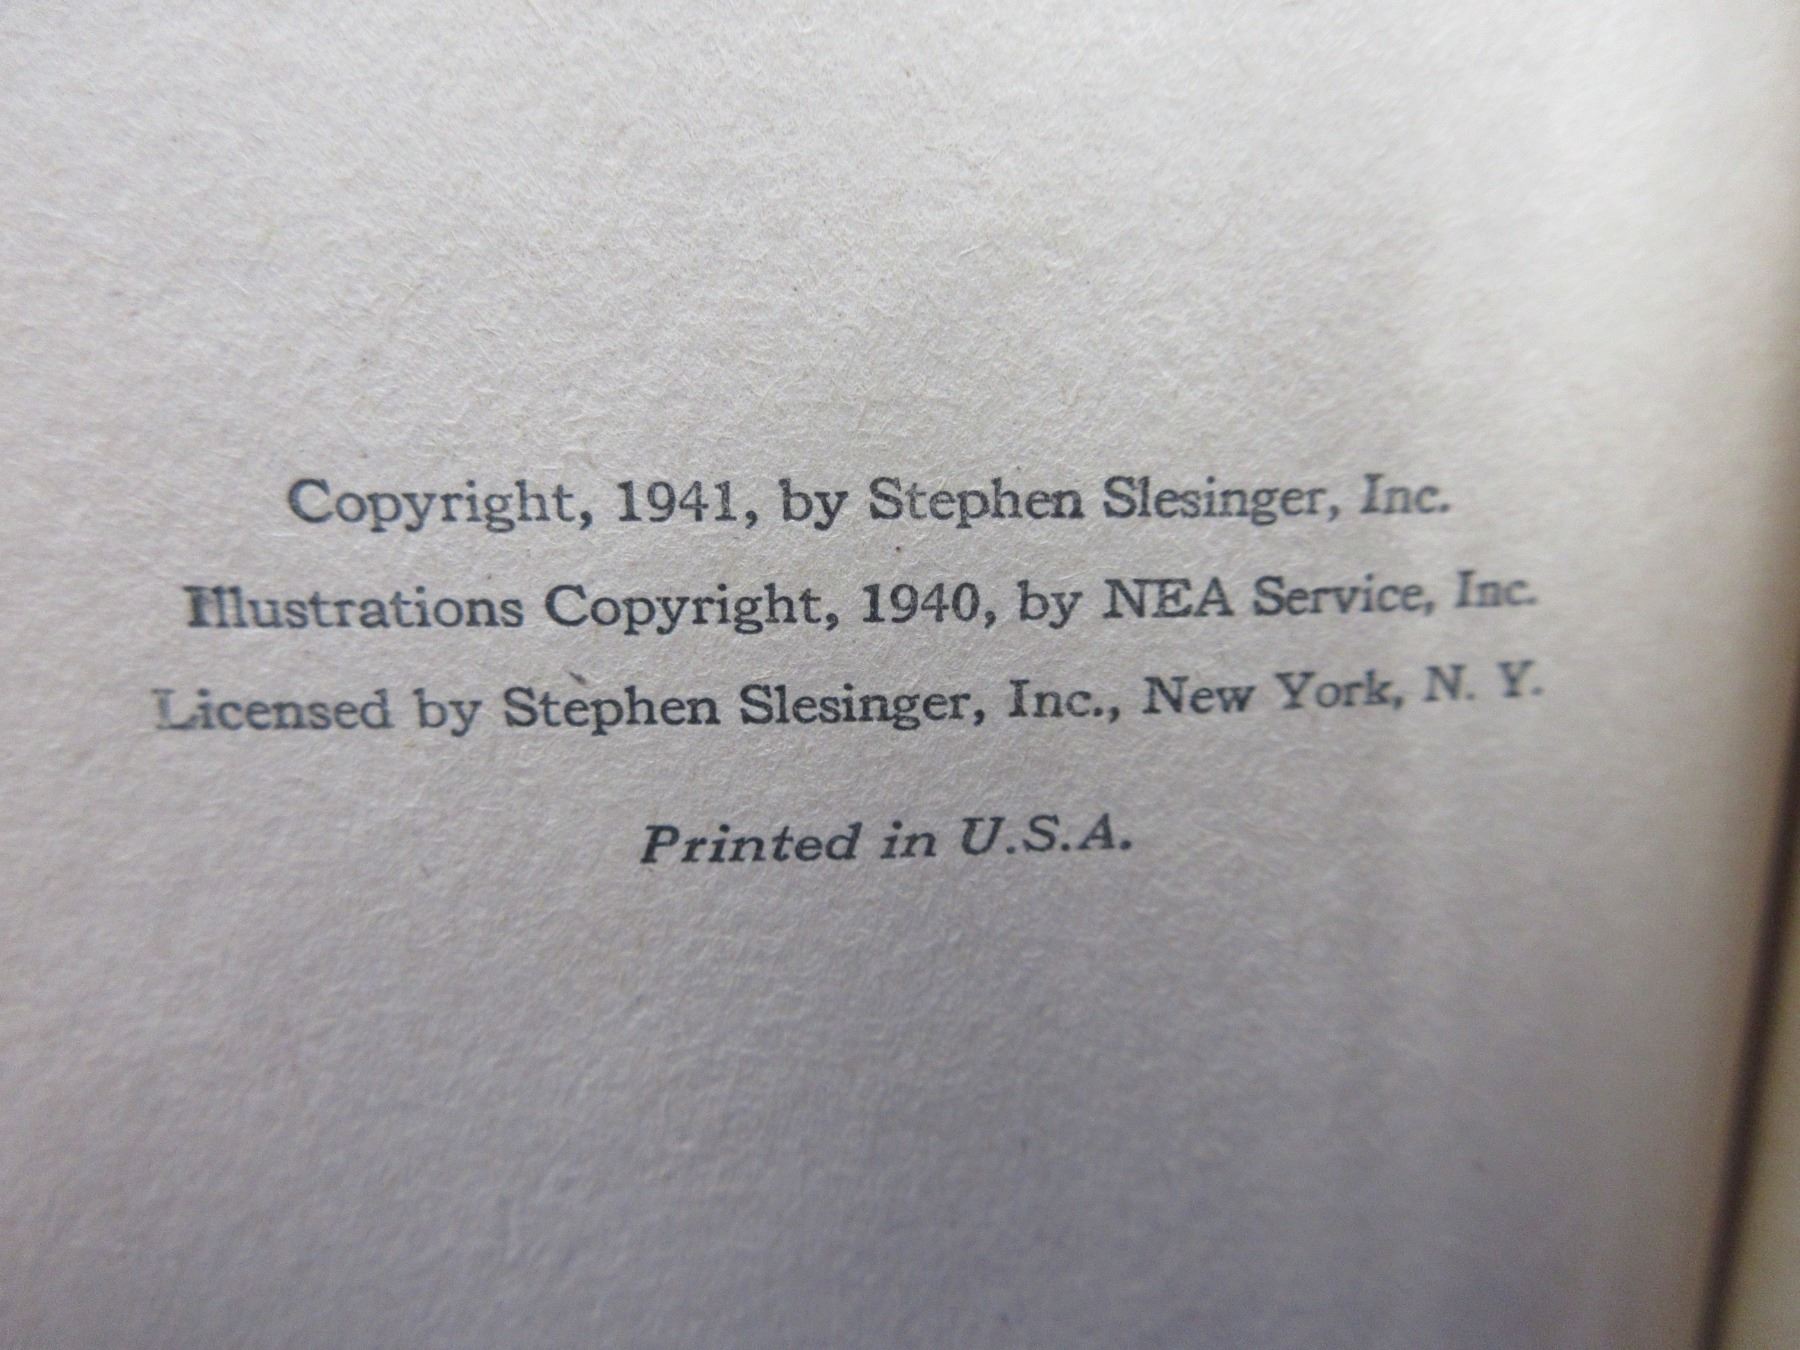 Copyright, 1941, by Stephen Slesinger, Inc.
Illustrations Copyright, 1940, by NEA Service, Inc.
Licensed by Stephen Slesinger, Inc., New York, N. Y.
Printed in U.S.A.